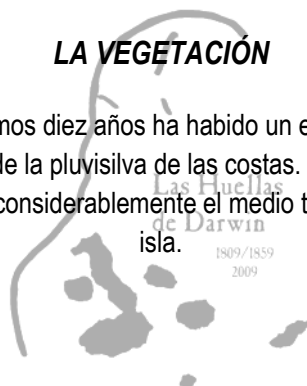 LA VEGETACIÓN
mos diez años ha habido un e
de la pluvisilva de las costas.
Las Huellas
considerablemente el medio t
de Darwin
isla.
1809/1859
2009